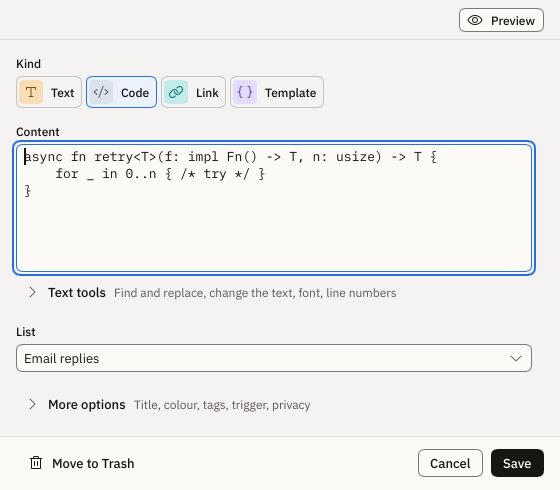 Preview
Kind
Text
Code
Link
Template
Content
async fn retry<T>(f: impl Fn() -> T, n: usize) -> T {
    for _ in 0..n { /* try */ }
}
Text tools Find and replace, change the text, font, line numbers
List
Email replies
More options Title, colour, tags, trigger, privacy
Move to Trash
Cancel
Save